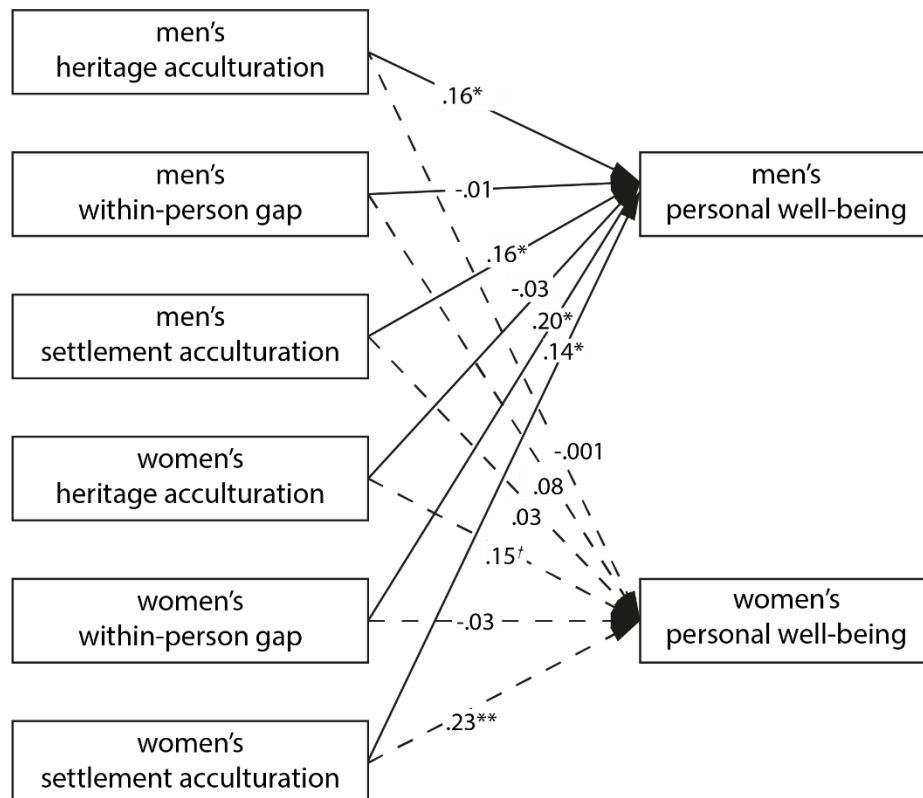 men's
heritage acculturation
.16*
men's
within-person gap
-.01
men's
personal well-being
.16*
men's
settlement acculturation
-.03
.20*
.14*
women's
heritage acculturation
-.001
.08
.03
.15†
women's
within-person gap
-.03
women's
personal well-being
.23**
women's
settlement acculturation